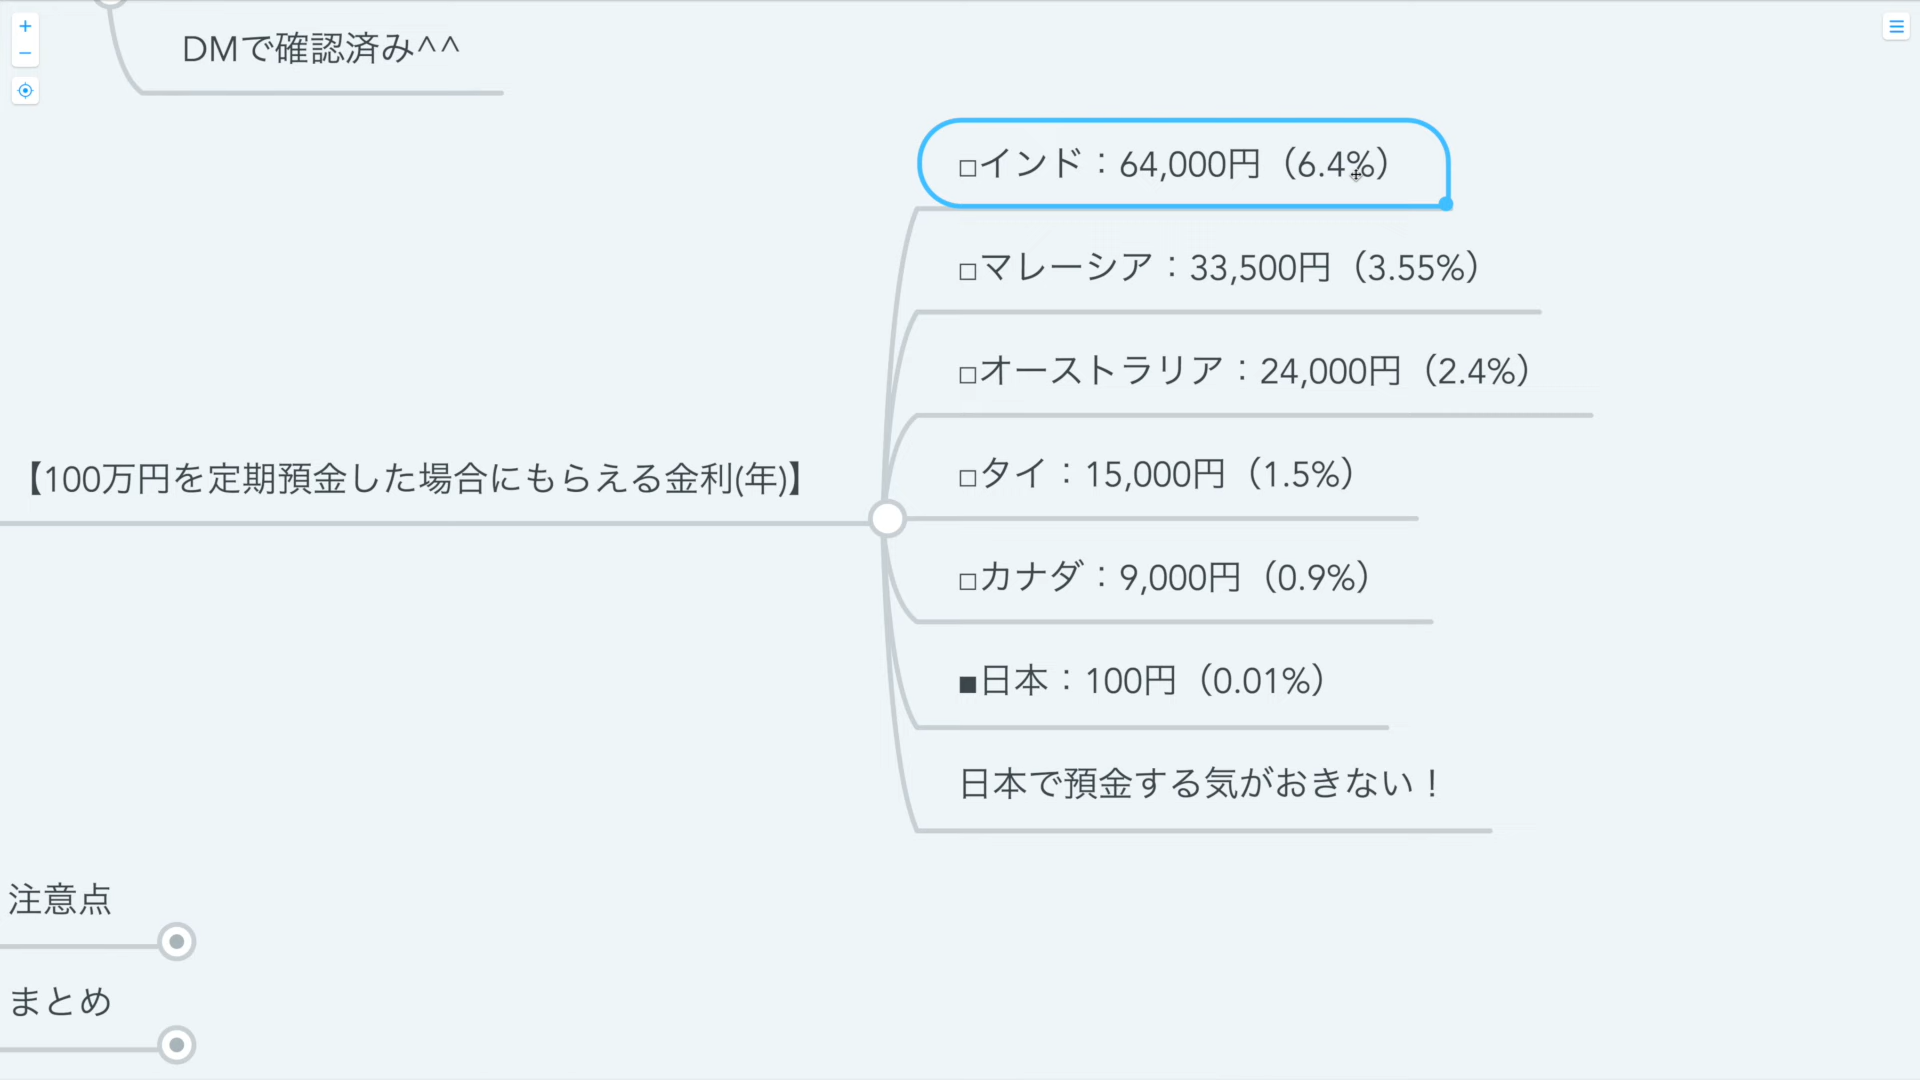 DMで確認済み^^
□インド：64,000円（6.4%）
□マレーシア：33,500円（3.55%）
□オーストラリア：24,000円（2.4%）
【100万円を定期預金した場合にもらえる金利(年)】
□タイ：15,000円（1.5%）
□カナダ：9,000円（0.9%）
■日本：100円（0.01%）
日本で預金する気がおきない！
注意点
まとめ